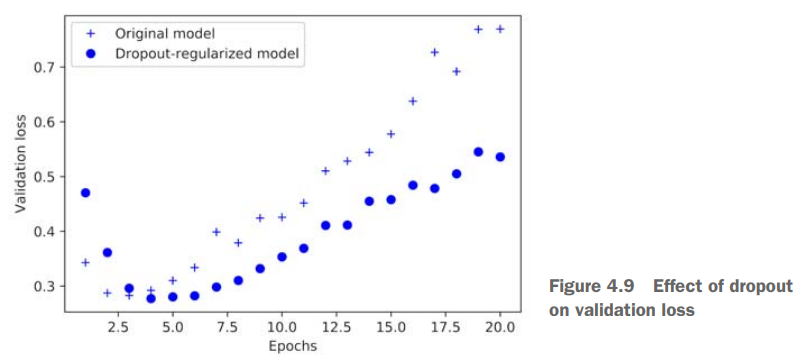 Original model
Dropout-regularized model
0.7
0.6
0.5
0.4
0.3
Validation loss
2.5 5.0 7.5 10.0 12.5 15.0 17.5 20.0
Epochs
Figure 4.9 Effect of dropout
on validation loss